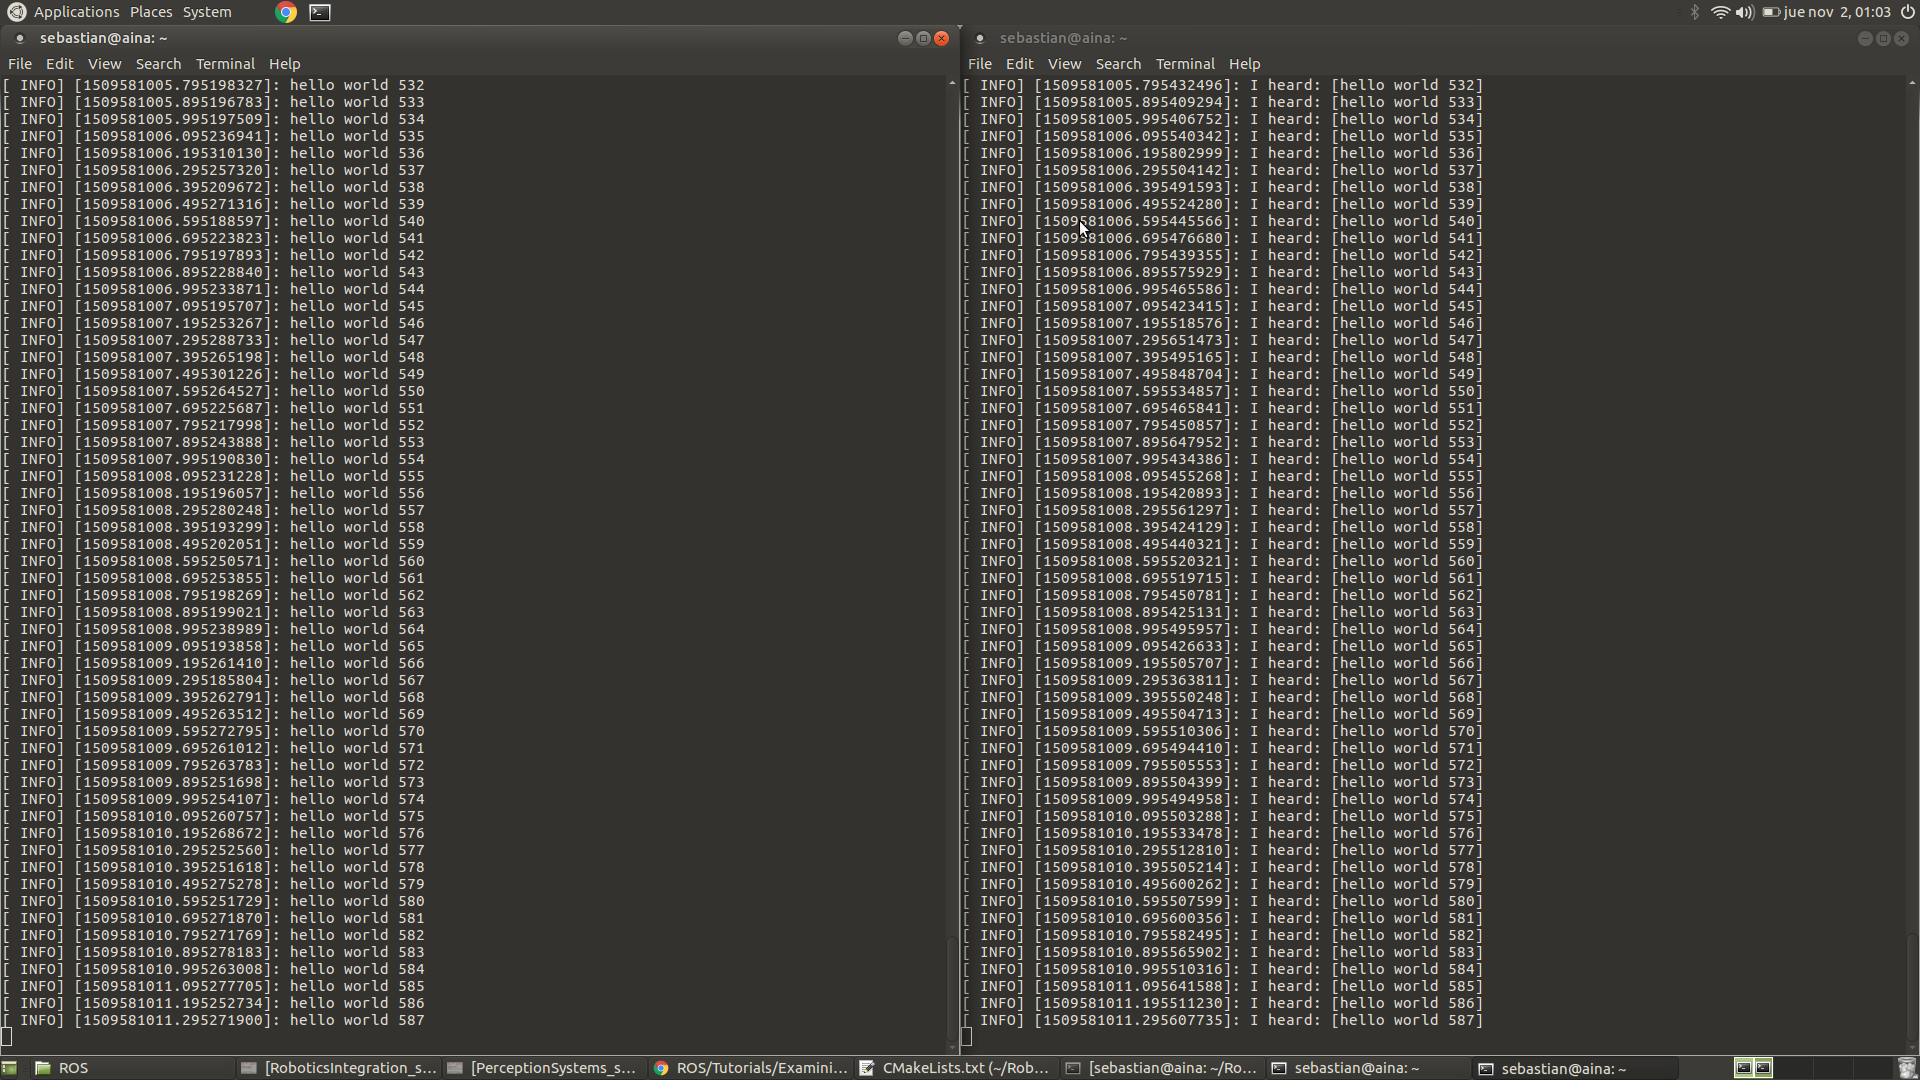 Applications Places System
jue nov 2, 01:03
sebastian@aina: ~
File Edit View Search Terminal Help
[ INFO] [1509581005.795198327]: hello world 532
[ INFO] [1509581005.895196783]: hello world 533
[ INFO] [1509581005.995197509]: hello world 534
[ INFO] [1509581006.095236941]: hello world 535
[ INFO] [1509581006.195310130]: hello world 536
[ INFO] [1509581006.295257320]: hello world 537
[ INFO] [1509581006.395209672]: hello world 538
[ INFO] [1509581006.495271316]: hello world 539
[ INFO] [1509581006.595188597]: hello world 540
[ INFO] [1509581006.695223823]: hello world 541
[ INFO] [1509581006.795197893]: hello world 542
[ INFO] [1509581006.895228840]: hello world 543
[ INFO] [1509581006.995233871]: hello world 544
[ INFO] [1509581007.095195707]: hello world 545
[ INFO] [1509581007.195253267]: hello world 546
[ INFO] [1509581007.295288733]: hello world 547
[ INFO] [1509581007.395265198]: hello world 548
[ INFO] [1509581007.495301226]: hello world 549
[ INFO] [1509581007.595264527]: hello world 550
[ INFO] [1509581007.695225687]: hello world 551
[ INFO] [1509581007.795217998]: hello world 552
[ INFO] [1509581007.895243888]: hello world 553
[ INFO] [1509581007.995190830]: hello world 554
[ INFO] [1509581008.095231228]: hello world 555
[ INFO] [1509581008.195196057]: hello world 556
[ INFO] [1509581008.295280248]: hello world 557
[ INFO] [1509581008.395193299]: hello world 558
[ INFO] [1509581008.495202051]: hello world 559
[ INFO] [1509581008.595250571]: hello world 560
[ INFO] [1509581008.695253855]: hello world 561
[ INFO] [1509581008.795198269]: hello world 562
[ INFO] [1509581008.895199021]: hello world 563
[ INFO] [1509581008.995238989]: hello world 564
[ INFO] [1509581009.095193858]: hello world 565
[ INFO] [1509581009.195261410]: hello world 566
[ INFO] [1509581009.295185804]: hello world 567
[ INFO] [1509581009.395262791]: hello world 568
[ INFO] [1509581009.495263512]: hello world 569
[ INFO] [1509581009.595272795]: hello world 570
[ INFO] [1509581009.695261012]: hello world 571
[ INFO] [1509581009.795263783]: hello world 572
[ INFO] [1509581009.895251698]: hello world 573
[ INFO] [1509581009.995254107]: hello world 574
[ INFO] [1509581010.095260757]: hello world 575
[ INFO] [1509581010.195268672]: hello world 576
[ INFO] [1509581010.295252560]: hello world 577
[ INFO] [1509581010.395251618]: hello world 578
[ INFO] [1509581010.495275278]: hello world 579
[ INFO] [1509581010.595251729]: hello world 580
[ INFO] [1509581010.695271870]: hello world 581
[ INFO] [1509581010.795271769]: hello world 582
[ INFO] [1509581010.895278183]: hello world 583
[ INFO] [1509581010.995263008]: hello world 584
[ INFO] [1509581011.095277705]: hello world 585
[ INFO] [1509581011.195252734]: hello world 586
[ INFO] [1509581011.295271900]: hello world 587
sebastian@aina: ~
File Edit View Search Terminal Help
[ INFO] [1509581005.795432496]: I heard: [hello world 532]
[ INFO] [1509581005.895409294]: I heard: [hello world 533]
[ INFO] [1509581005.995406752]: I heard: [hello world 534]
[ INFO] [1509581006.095540342]: I heard: [hello world 535]
[ INFO] [1509581006.195802999]: I heard: [hello world 536]
[ INFO] [1509581006.295504142]: I heard: [hello world 537]
[ INFO] [1509581006.395491593]: I heard: [hello world 538]
[ INFO] [1509581006.495524280]: I heard: [hello world 539]
[ INFO] [1509581006.595445566]: I heard: [hello world 540]
[ INFO] [1509581006.695476680]: I heard: [hello world 541]
[ INFO] [1509581006.795439355]: I heard: [hello world 542]
[ INFO] [1509581006.895575929]: I heard: [hello world 543]
[ INFO] [1509581006.995465586]: I heard: [hello world 544]
[ INFO] [1509581007.095423415]: I heard: [hello world 545]
[ INFO] [1509581007.195518576]: I heard: [hello world 546]
[ INFO] [1509581007.295651473]: I heard: [hello world 547]
[ INFO] [1509581007.395495165]: I heard: [hello world 548]
[ INFO] [1509581007.495848704]: I heard: [hello world 549]
[ INFO] [1509581007.595534857]: I heard: [hello world 550]
[ INFO] [1509581007.695465841]: I heard: [hello world 551]
[ INFO] [1509581007.795450857]: I heard: [hello world 552]
[ INFO] [1509581007.895647952]: I heard: [hello world 553]
[ INFO] [1509581007.995434386]: I heard: [hello world 554]
[ INFO] [1509581008.095455268]: I heard: [hello world 555]
[ INFO] [1509581008.195420893]: I heard: [hello world 556]
[ INFO] [1509581008.295561297]: I heard: [hello world 557]
[ INFO] [1509581008.395424129]: I heard: [hello world 558]
[ INFO] [1509581008.495440321]: I heard: [hello world 559]
[ INFO] [1509581008.595520321]: I heard: [hello world 560]
[ INFO] [1509581008.695519715]: I heard: [hello world 561]
[ INFO] [1509581008.795450781]: I heard: [hello world 562]
[ INFO] [1509581008.895425131]: I heard: [hello world 563]
[ INFO] [1509581008.995495957]: I heard: [hello world 564]
[ INFO] [1509581009.095426633]: I heard: [hello world 565]
[ INFO] [1509581009.195505707]: I heard: [hello world 566]
[ INFO] [1509581009.295363811]: I heard: [hello world 567]
[ INFO] [1509581009.395550248]: I heard: [hello world 568]
[ INFO] [1509581009.495504713]: I heard: [hello world 569]
[ INFO] [1509581009.595510306]: I heard: [hello world 570]
[ INFO] [1509581009.695494410]: I heard: [hello world 571]
[ INFO] [1509581009.795505553]: I heard: [hello world 572]
[ INFO] [1509581009.895504399]: I heard: [hello world 573]
[ INFO] [1509581009.995494958]: I heard: [hello world 574]
[ INFO] [1509581010.095503288]: I heard: [hello world 575]
[ INFO] [1509581010.195533478]: I heard: [hello world 576]
[ INFO] [1509581010.295512810]: I heard: [hello world 577]
[ INFO] [1509581010.395505214]: I heard: [hello world 578]
[ INFO] [1509581010.495600262]: I heard: [hello world 579]
[ INFO] [1509581010.595507599]: I heard: [hello world 580]
[ INFO] [1509581010.695600356]: I heard: [hello world 581]
[ INFO] [1509581010.795582495]: I heard: [hello world 582]
[ INFO] [1509581010.895565902]: I heard: [hello world 583]
[ INFO] [1509581010.995510316]: I heard: [hello world 584]
[ INFO] [1509581011.095641588]: I heard: [hello world 585]
[ INFO] [1509581011.195511230]: I heard: [hello world 586]
[ INFO] [1509581011.295607735]: I heard: [hello world 587]
ROS [RoboticsIntegration_s... [PerceptionSystems_s... ROS/Tutorials/Examini... CMakeLists.txt (~/Rob... [sebastian@aina: ~/Ro... sebastian@aina: ~ sebastian@aina: ~